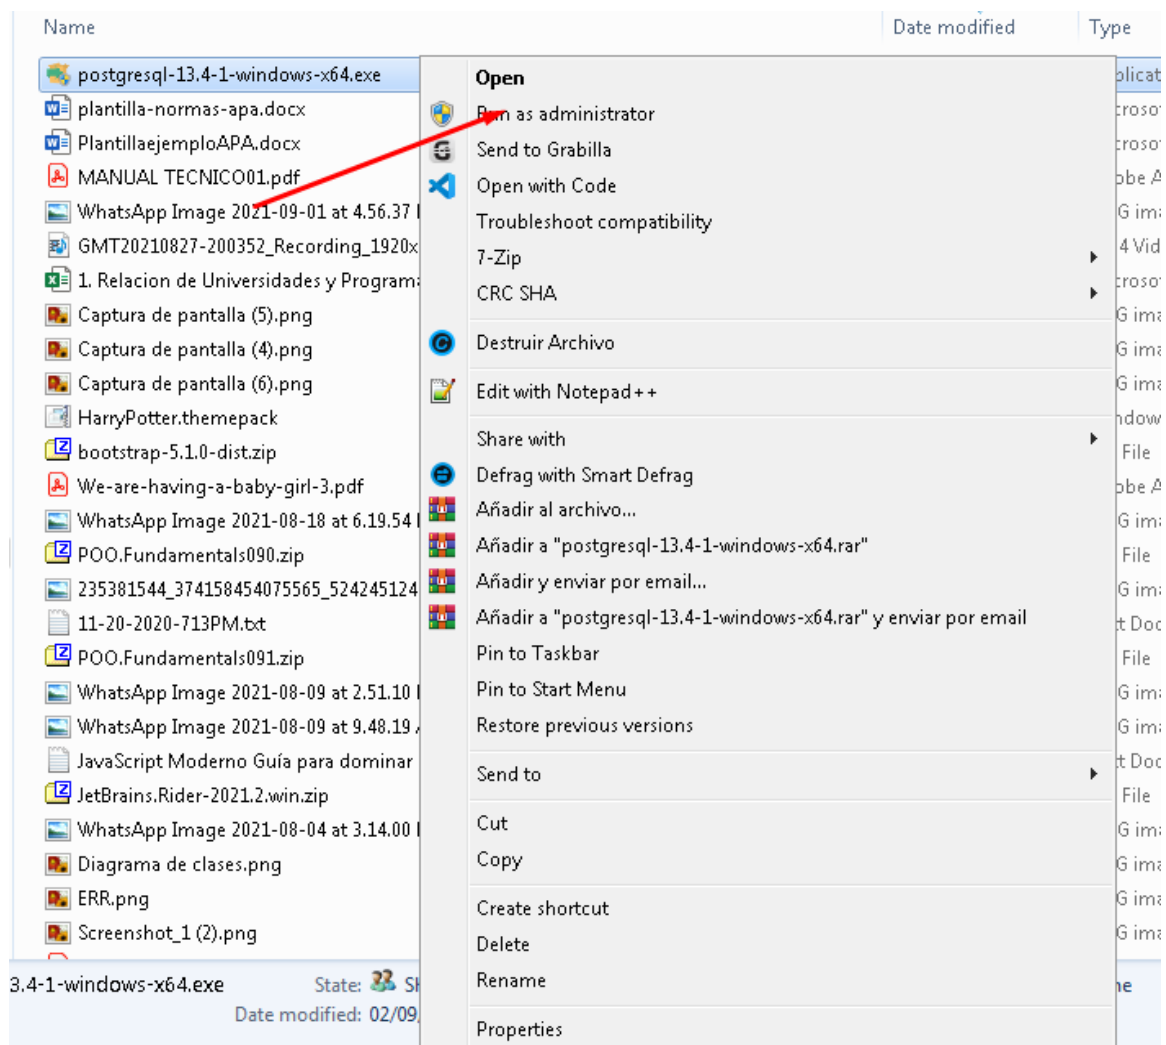 Name Date modified Type
postgresql-13.4-1-windows-x64.exe
plantilla-normas-apa.docx
PlantillaejemploAPA.docx
MANUAL TECNICO01.pdf
WhatsApp Image 2021-09-01 at 4.56.37
GMT20210827-200352_Recording_1920x
1. Relacion de Universidades y Programa
Captura de pantalla (5).png
Captura de pantalla (4).png
Captura de pantalla (6).png
HarryPotter.themepack
bootstrap-5.1.0-dist.zip
We-are-having-a-baby-girl-3.pdf
WhatsApp Image 2021-08-18 at 6.19.54
POO.Fundamentals090.zip
235381544_374158454075565_524245124
11-20-2020-713PM.txt
POO.Fundamentals091.zip
WhatsApp Image 2021-08-09 at 2.51.10
WhatsApp Image 2021-08-09 at 9.48.19
JavaScript Moderno Guía para dominar
JetBrains.Rider-2021.2.win.zip
WhatsApp Image 2021-08-04 at 3.14.00
Diagrama de clases.png
ERR.png
Screenshot_1 (2).png
Open
Run as administrator
Send to Grabilla
Open with Code
Troubleshoot compatibility
7-Zip
CRC SHA
Destruir Archivo
Edit with Notepad++
Share with
Defrag with Smart Defrag
Añadir al archivo...
Añadir a "postgresql-13.4-1-windows-x64.rar"
Añadir y enviar por email...
Añadir a "postgresql-13.4-1-windows-x64.rar" y enviar por email
Pin to Taskbar
Pin to Start Menu
Restore previous versions
Send to
Cut
Copy
Create shortcut
Delete
Rename
Properties
File
File
File
File
3.4-1-windows-x64.exe State:
Date modified: 02/09